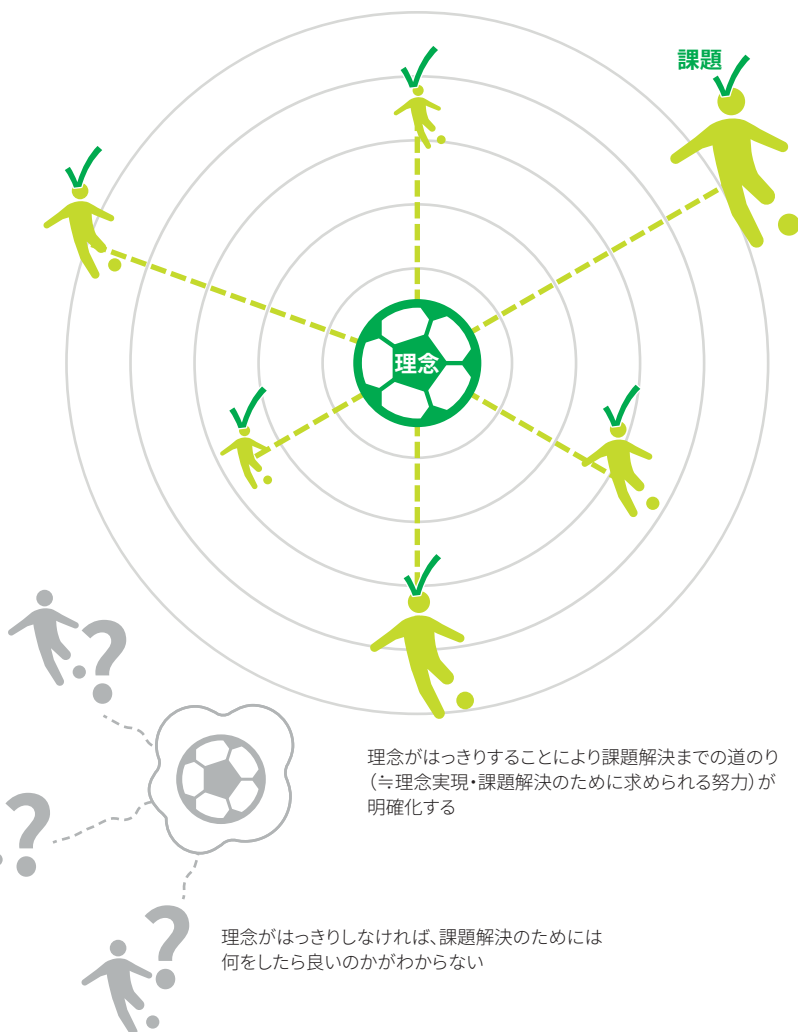 課題
理念
理念がはっきりすることにより課題解決までの道のり
(≒理念実現・課題解決のために求められる努力)が
明確化する
?
?
?
理念がはっきりしなければ、課題解決のためには
何をしたら良いのかがわからない